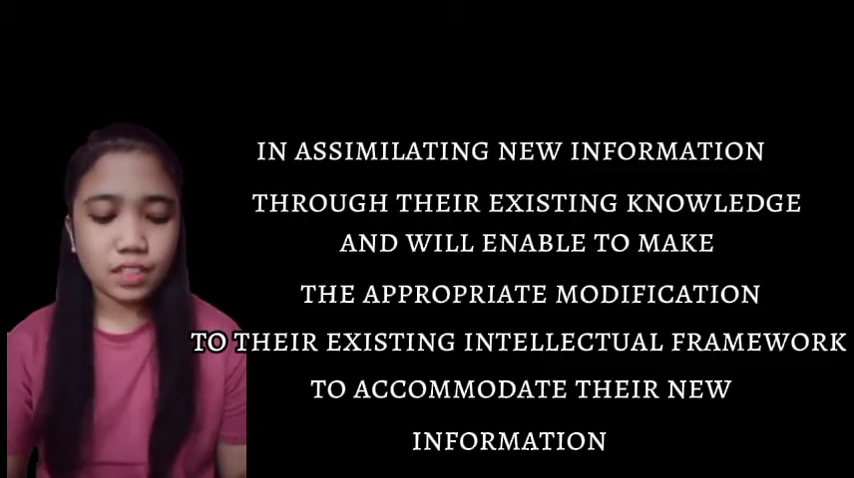 IN ASSIMILATING NEW INFORMATION
THROUGH THEIR EXISTING KNOWLEDGE
AND WILL ENABLE TO MAKE
THE APPROPRIATE MODIFICATION
TO THEIR EXISTING INTELLECTUAL FRAMEWORK
TO ACCOMMODATE THEIR NEW
INFORMATION